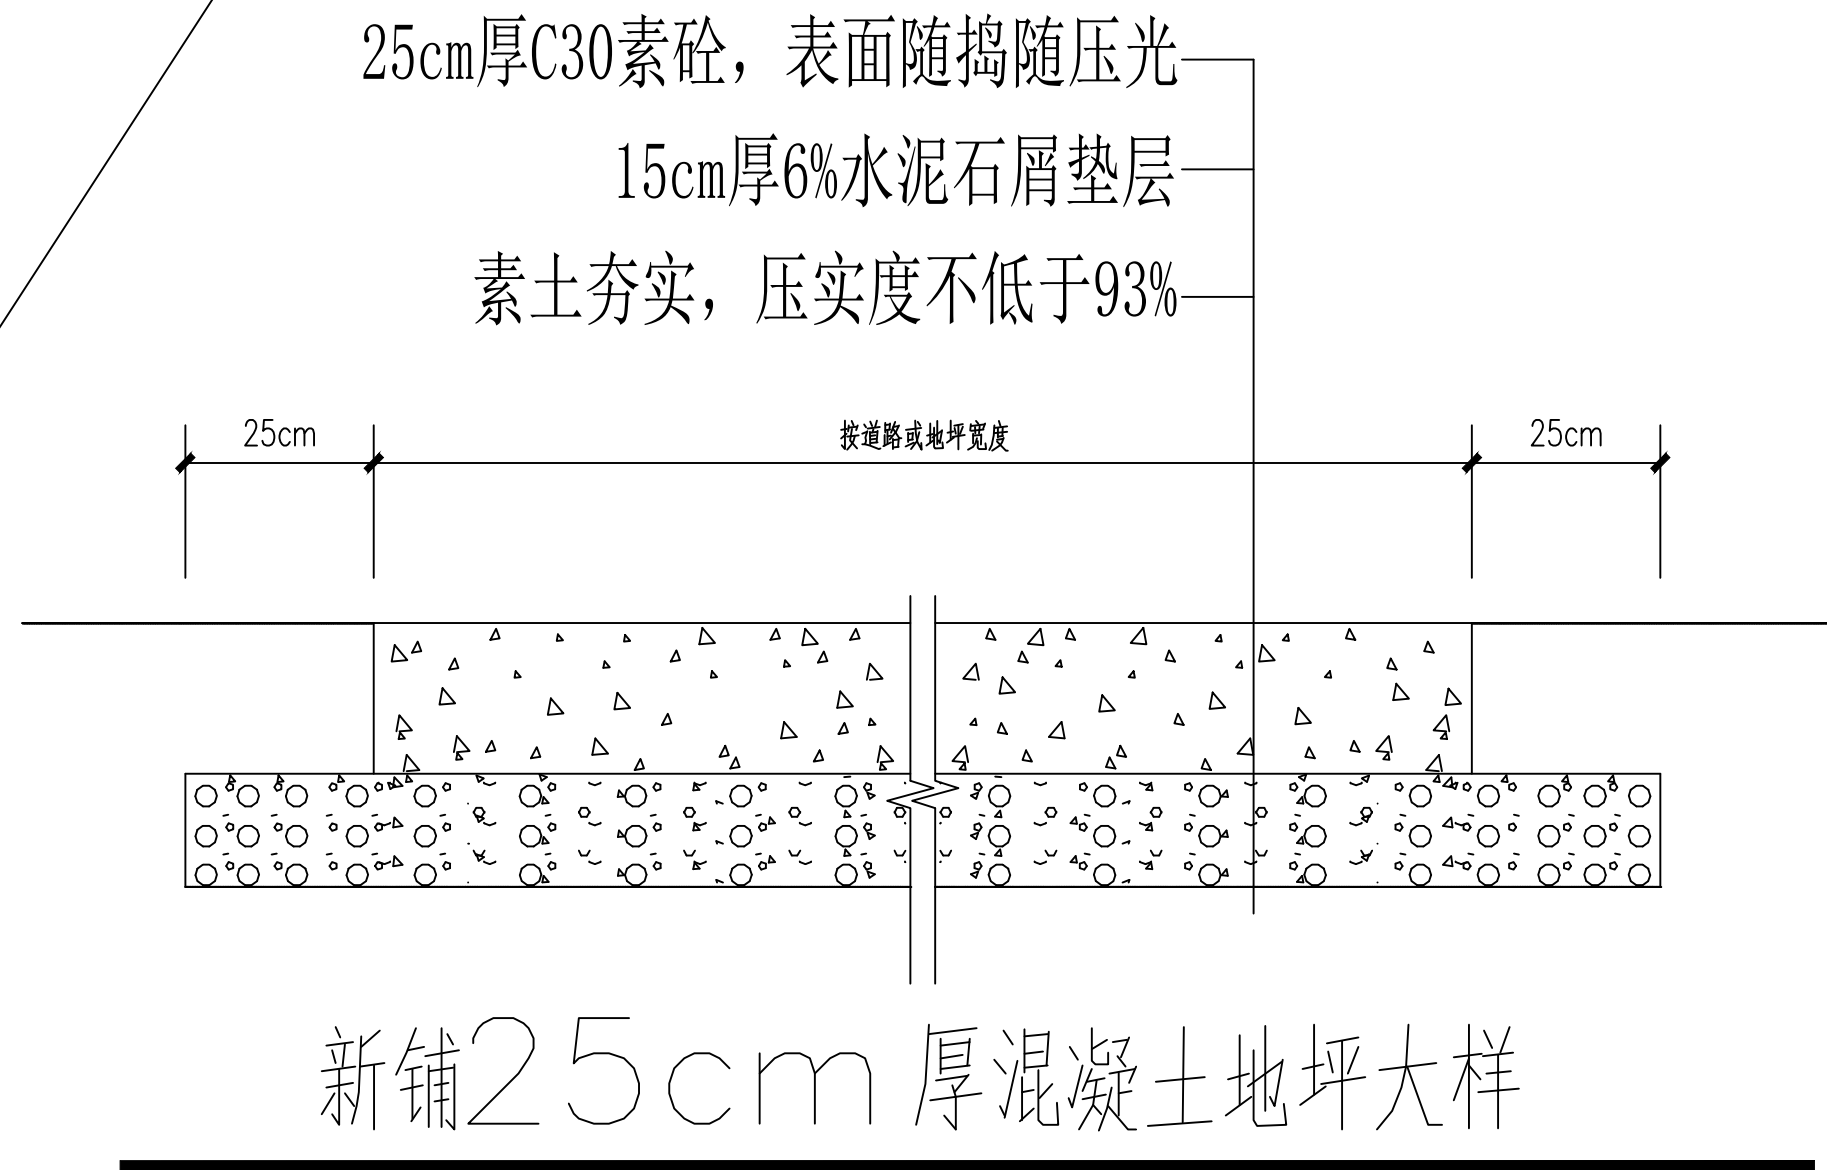 25cm厚C30素砼，表面随捣随压光
15cm厚6%水泥石屑垫层
素土夯实，压实度不低于93%
25cm
按道路或地坪宽度
25cm
新铺25cm厚混凝土地坪大样